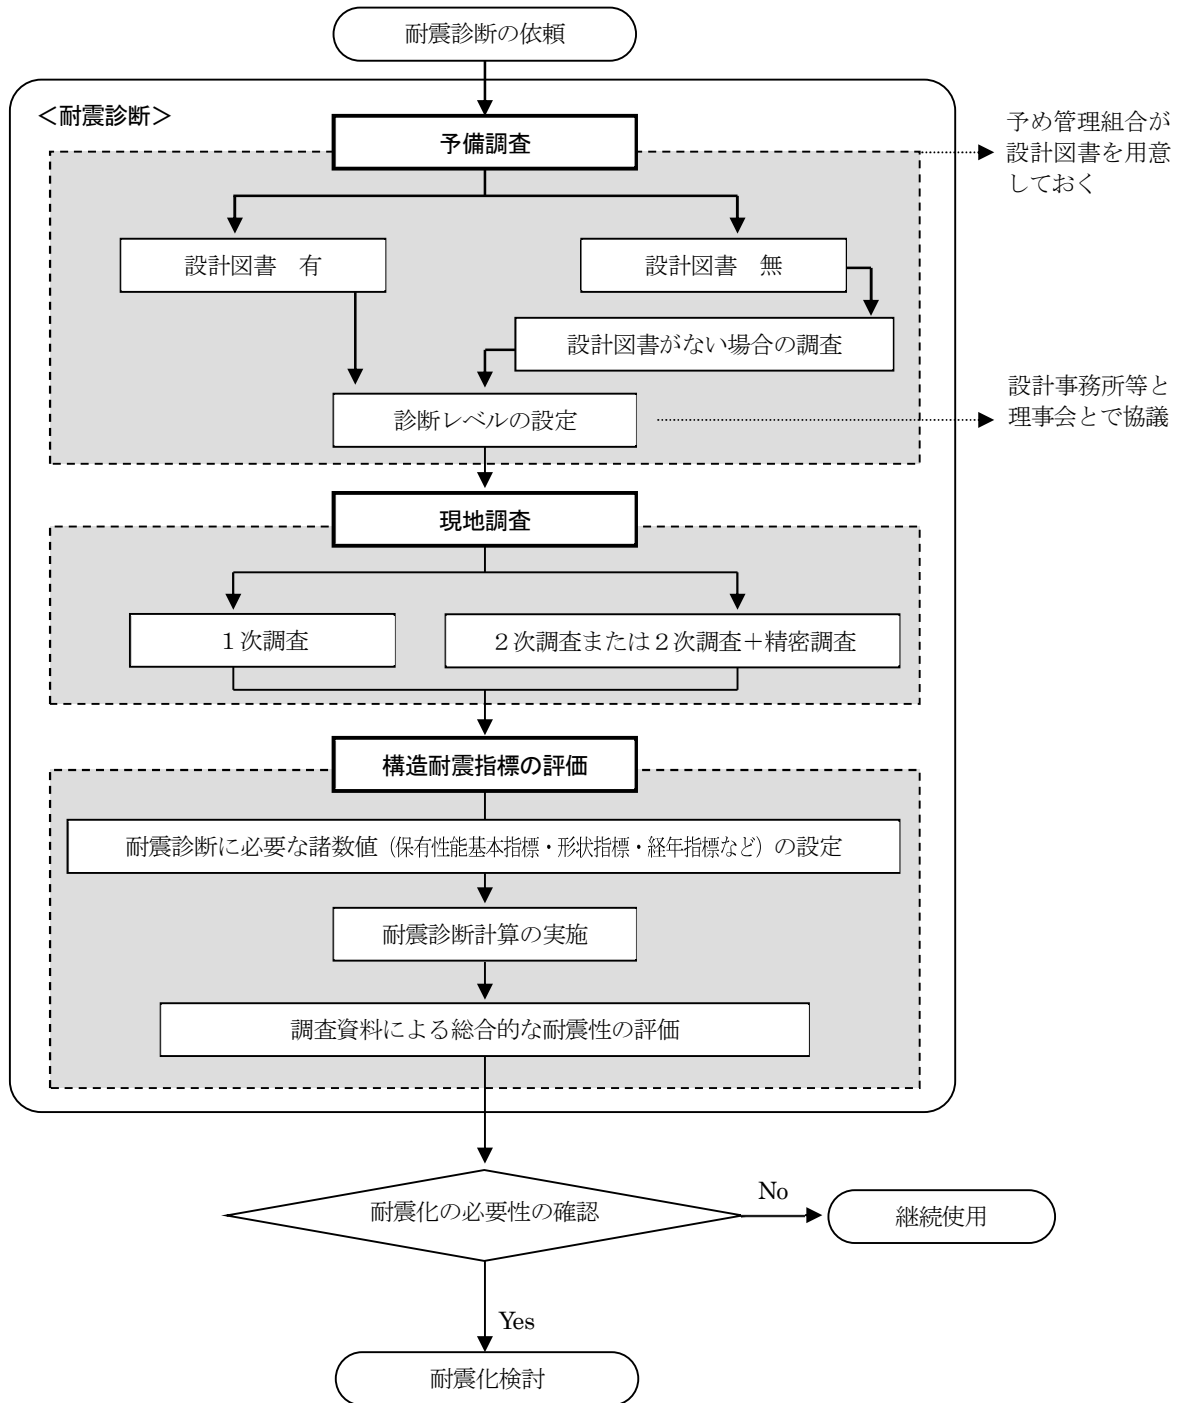 耐震診断の依頼
＜耐震診断＞
予備調査
予め管理組合が
設計図書を用意
しておく
設計図書　有
設計図書　無
設計図書がない場合の調査
診断レベルの設定
設計事務所等と
理事会とで協議
現地調査
１次調査
２次調査または２次調査＋精密調査
構造耐震指標の評価
耐震診断に必要な諸数値（保有性能基本指標・形状指標・経年指標など）の設定
耐震診断計算の実施
調査資料による総合的な耐震性の評価
耐震化の必要性の確認
No
継続使用
Yes
耐震化検討